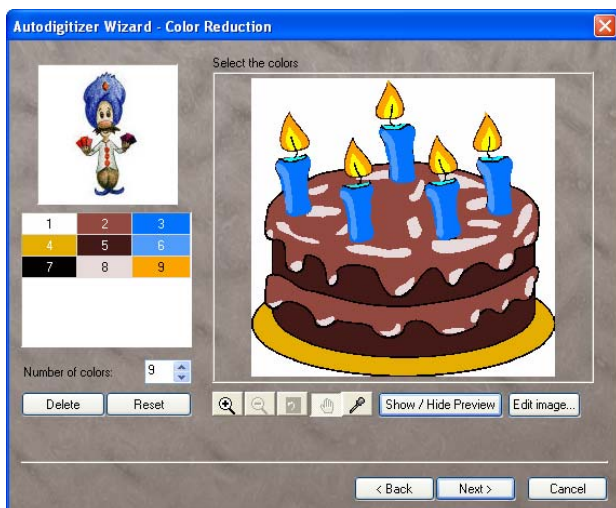 Autodigitizer Wizard - Color Reduction
Select the colors
1 2 3
4 5 6
7 8 9
Number of colors: 9
Delete Reset
Show / Hide Preview Edit image...
< Back Next > Cancel